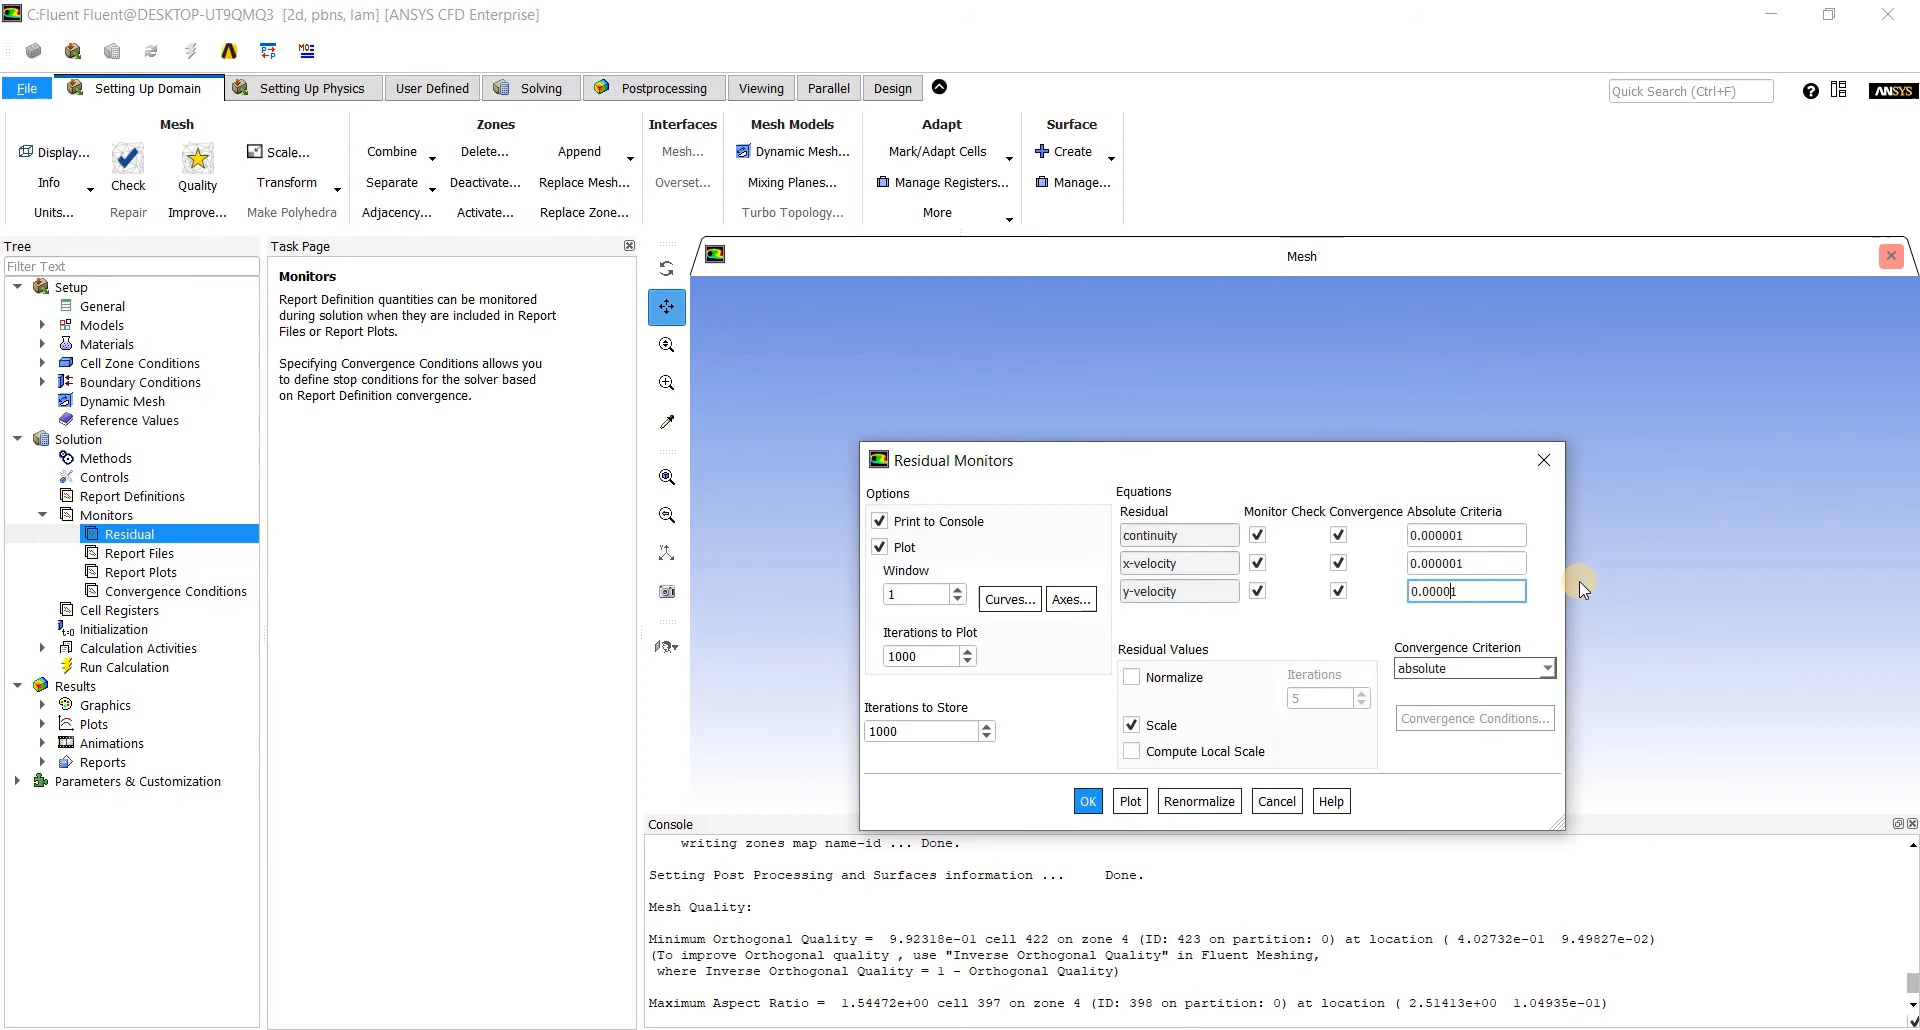 C:Fluent Fluent@DESKTOP-UT9QMQ3 [2d, pbns, lam] [ANSYS CFD Enterprise]
File Setting Up Domain Setting Up Physics User Defined Solving Postprocessing Viewing Parallel Design Quick Search (Ctrl+F) ANSYS
Mesh Zones Interfaces Mesh Models Adapt Surface
Display... Scale... Combine Delete... Append Mesh... Dynamic Mesh... Mark/Adapt Cells Create
Info Check Quality Transform Separate Deactivate... Replace Mesh... Overset... Mixing Planes... Manage Registers... Manage...
Units... Repair Improve... Make Polyhedra Adjacency... Activate... Replace Zone... Turbo Topology... More
Tree
Filter Text
Setup
General
Models
Materials
Cell Zone Conditions
Boundary Conditions
Dynamic Mesh
Reference Values
Solution
Methods
Controls
Report Definitions
Monitors
Residual
Report Files
Report Plots
Convergence Conditions
Cell Registers
Initialization
Calculation Activities
Run Calculation
Results
Graphics
Plots
Animations
Reports
Parameters & Customization
Task Page
Monitors
Report Definition quantities can be monitored
during solution when they are included in Report
Files or Report Plots.
Specifying Convergence Conditions allows you
to define stop conditions for the solver based
on Report Definition convergence.
Mesh
Residual Monitors
Options
Print to Console
Plot
Window
1 Curves... Axes...
Iterations to Plot
1000
Iterations to Store
1000
Equations
Residual Monitor Check Convergence Absolute Criteria
continuity 0.000001
x-velocity 0.000001
y-velocity 0.00001
Residual Values
Normalize Iterations
5
Scale
Compute Local Scale
Convergence Criterion
absolute
Convergence Conditions...
OK Plot Renormalize Cancel Help
Console
writing zones map name-id ... Done.
Setting Post Processing and Surfaces information ... Done.
Mesh Quality:
Minimum Orthogonal Quality = 9.92318e-01 cell 422 on zone 4 (ID: 423 on partition: 0) at location ( 4.02732e-01 9.49827e-02)
(To improve Orthogonal quality , use "Inverse Orthogonal Quality" in Fluent Meshing,
where Inverse Orthogonal Quality = 1 - Orthogonal Quality)
Maximum Aspect Ratio = 1.54472e+00 cell 397 on zone 4 (ID: 398 on partition: 0) at location ( 2.51413e+00 1.04935e-01)